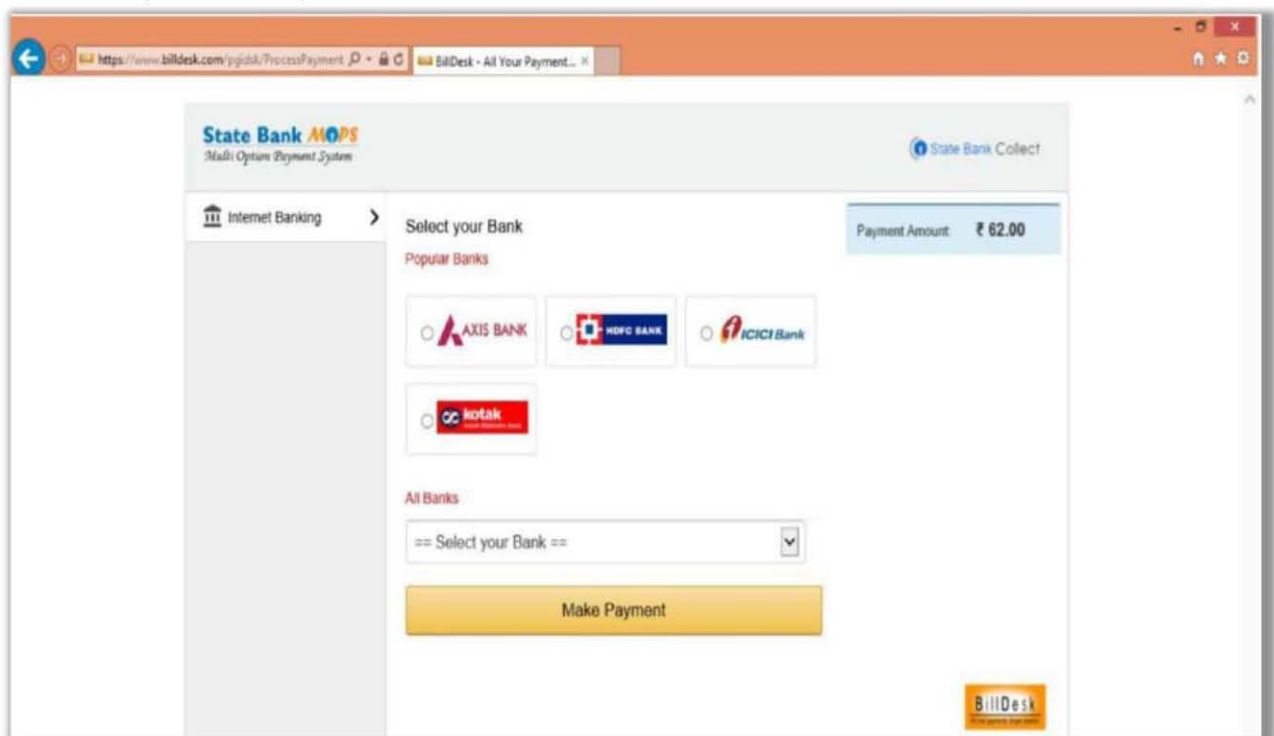 https://www.billdesk.com/pgidsk/ProcessPayment
BillDesk - All Your Payment...
State Bank MOPS
Multi Option Payment System
State Bank Collect
Internet Banking
Select your Bank
Payment Amount ₹ 62.00
Popular Banks
AXIS BANK HDFC BANK ICICI Bank
kotak
All Banks
== Select your Bank ==
Make Payment
BillDesk